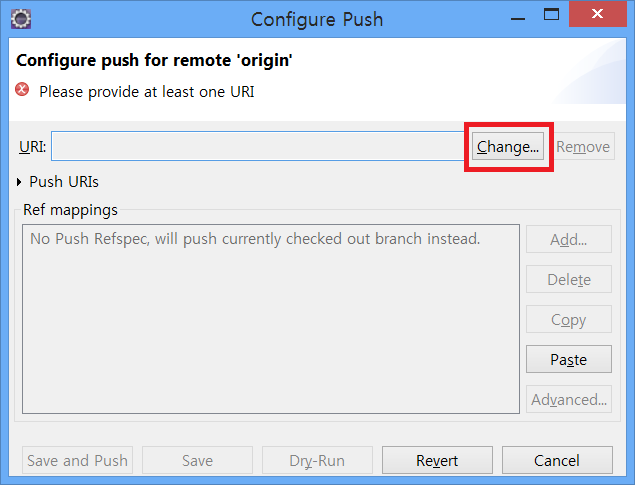 Configure Push
Configure push for remote 'origin'
Please provide at least one URI
URI:
Change...
Remove
Push URIs
Ref mappings
No Push Refspec, will push currently checked out branch instead.
Add...
Delete
Copy
Paste
Advanced...
Save and Push
Save
Dry-Run
Revert
Cancel